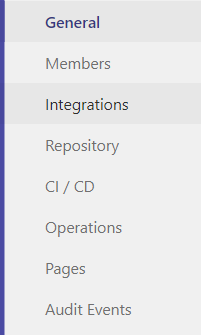 General
Members
Integrations
Repository
CI / CD
Operations
Pages
Audit Events